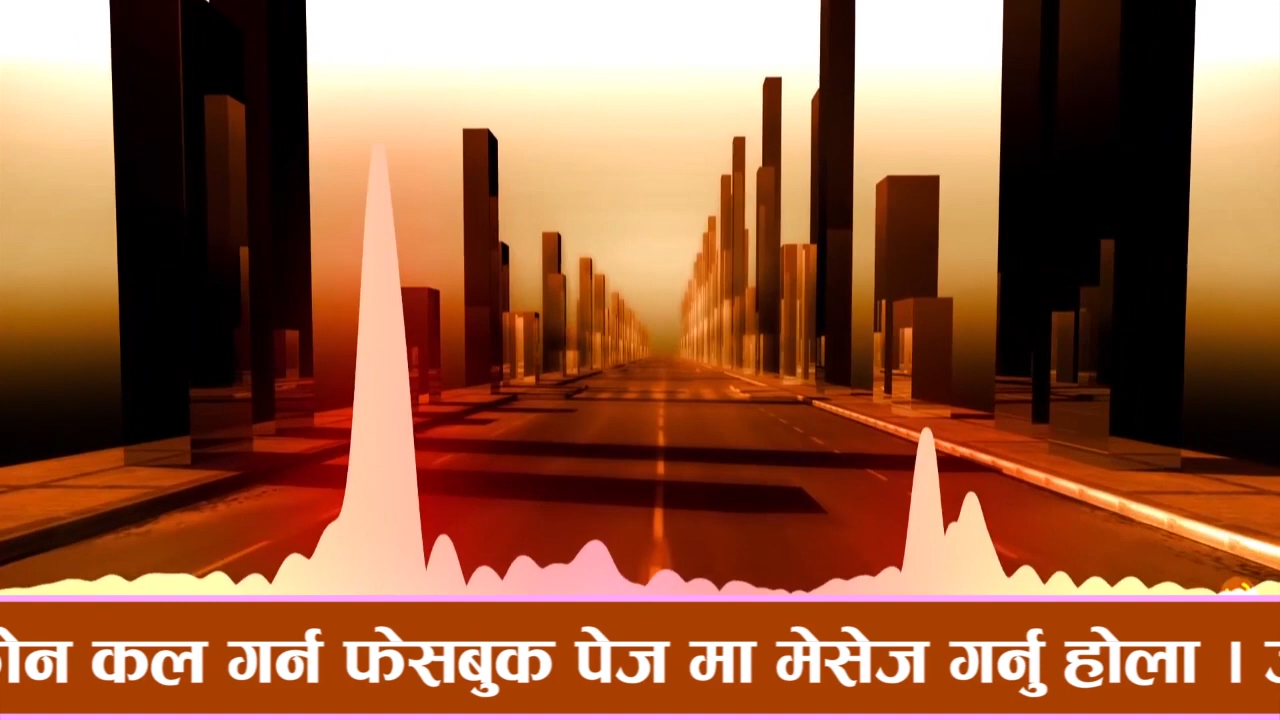 कल गर्न फेसबुक पेज मा मेसेज गर्नु होला ।